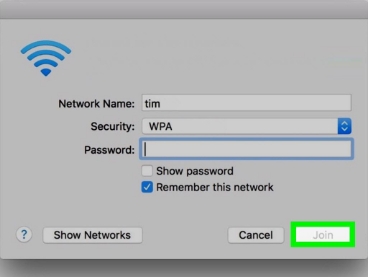 Network Name: tim
Security: WPA
Password:
Show password
Remember this network
? Show Networks Cancel Join